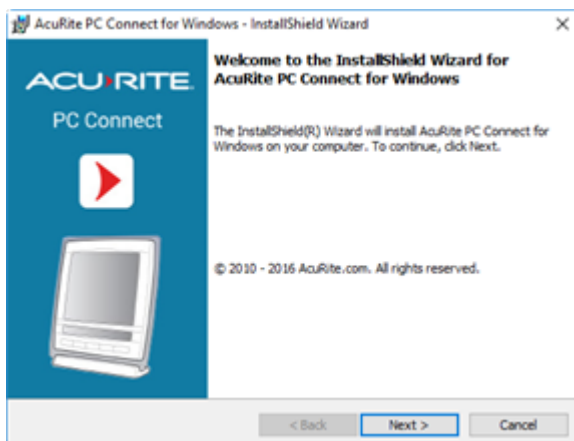 AcuRite PC Connect for Windows - InstallShield Wizard
ACU RITE
PC Connect
Welcome to the InstallShield Wizard for
AcuRite PC Connect for Windows
The InstallShield(R) Wizard will install AcuRite PC Connect for
Windows on your computer. To continue, click Next.
© 2010 - 2016 AcuRite.com. All rights reserved.
< Back
Next >
Cancel